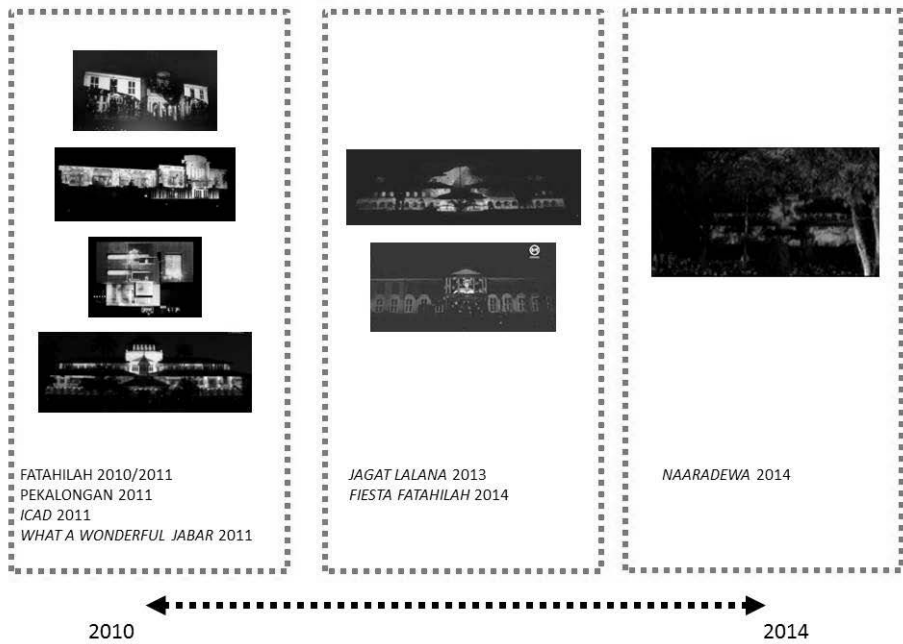 FATAHILAH 2010/2011
PEKALONGAN 2011
ICAD 2011
WHAT A WONDERFUL JABAR 2011
JAGAT LALANA 2013
FIESTA FATAHILAH 2014
NAARADEWA 2014
2010
2014